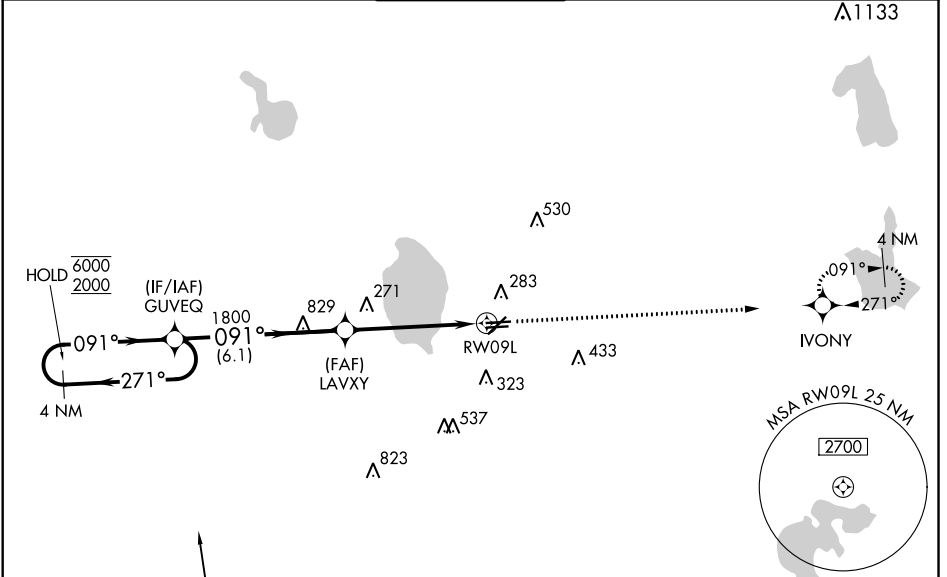 1133
530
4 NM
HOLD 6000
2000
(IF/IAF)
GUVEQ
091°
271°
IVONY
283
271
829
1800
091°
(6.1)
091°
271°
4 NM
(FAF)
LAVXY
RW09L
433
323
537
823
MSA RW09L 25 NM
2700